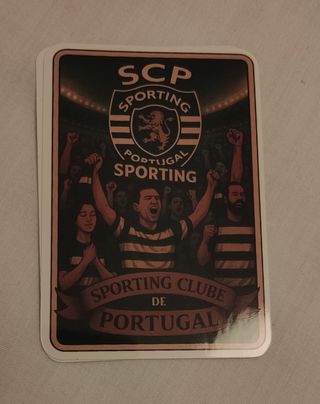 SCP
SPORTING
PORTUGAL
SPORTING
SPORTING CLUBE
DE
PORTUGAL